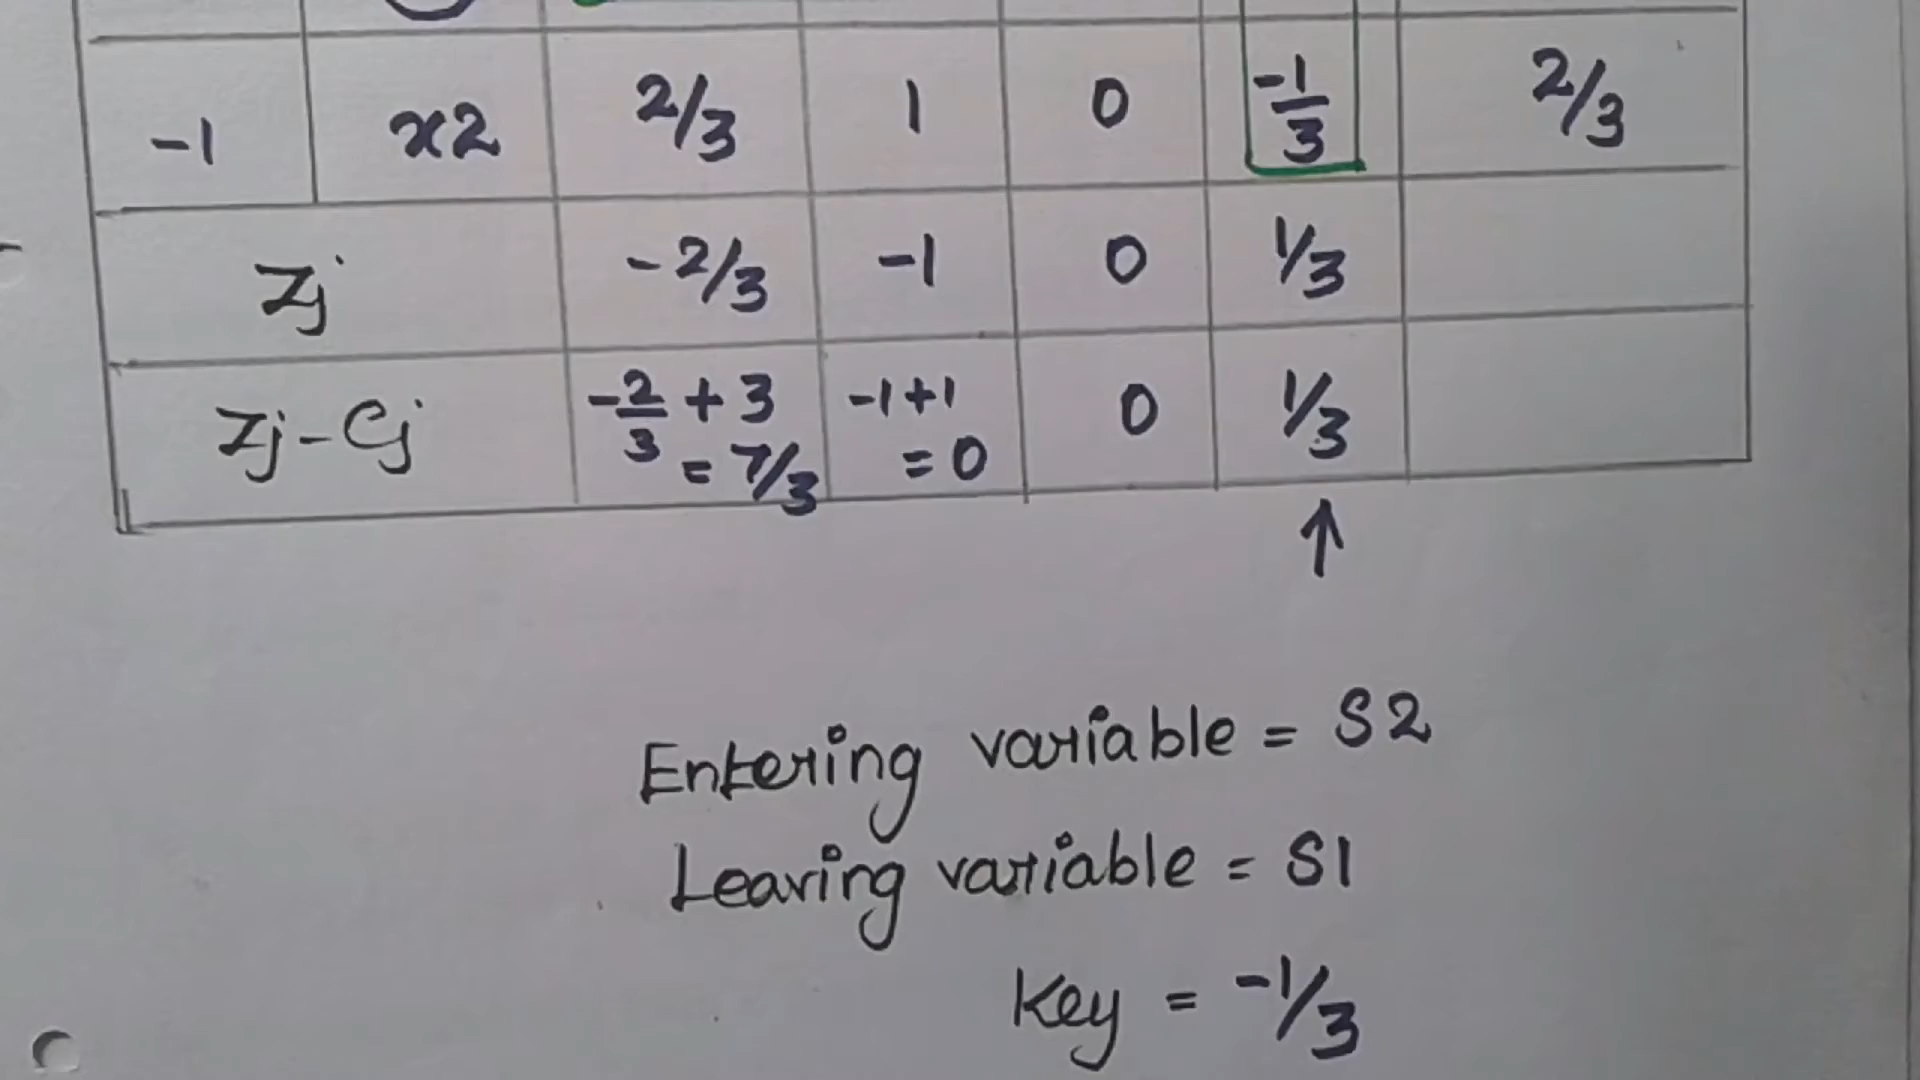 -1 x2 2/3 1 0 -1/3 2/3
Zj -2/3 -1 0 1/3
Zj-Cj -2/3 + 3 = 7/3 -1+1 = 0 0 1/3
↑
Entering variable = S2
Leaving variable = S1
Key = -1/3